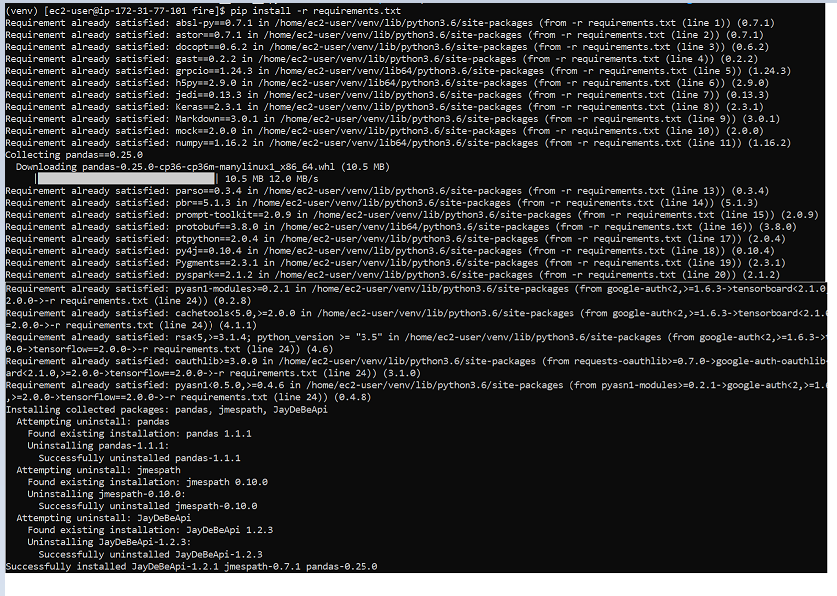 (venv) [ec2-user@ip-172-31-77-101 fire]$ pip install -r requirements.txt
Requirement already satisfied: absl-py==0.7.1 in /home/ec2-user/venv/lib/python3.6/site-packages (from -r requirements.txt (line 1)) (0.7.1)
Requirement already satisfied: astor==0.7.1 in /home/ec2-user/venv/lib/python3.6/site-packages (from -r requirements.txt (line 2)) (0.7.1)
Requirement already satisfied: docopt==0.6.2 in /home/ec2-user/venv/lib/python3.6/site-packages (from -r requirements.txt (line 3)) (0.6.2)
Requirement already satisfied: gast==0.2.2 in /home/ec2-user/venv/lib/python3.6/site-packages (from -r requirements.txt (line 4)) (0.2.2)
Requirement already satisfied: grpcio==1.24.3 in /home/ec2-user/venv/lib64/python3.6/site-packages (from -r requirements.txt (line 5)) (1.24.3)
Requirement already satisfied: h5py==2.9.0 in /home/ec2-user/venv/lib64/python3.6/site-packages (from -r requirements.txt (line 6)) (2.9.0)
Requirement already satisfied: jedi==0.13.3 in /home/ec2-user/venv/lib/python3.6/site-packages (from -r requirements.txt (line 7)) (0.13.3)
Requirement already satisfied: Keras==2.3.1 in /home/ec2-user/venv/lib/python3.6/site-packages (from -r requirements.txt (line 8)) (2.3.1)
Requirement already satisfied: Markdown==3.0.1 in /home/ec2-user/venv/lib/python3.6/site-packages (from -r requirements.txt (line 9)) (3.0.1)
Requirement already satisfied: mock==2.0.0 in /home/ec2-user/venv/lib/python3.6/site-packages (from -r requirements.txt (line 10)) (2.0.0)
Requirement already satisfied: numpy==1.16.2 in /home/ec2-user/venv/lib64/python3.6/site-packages (from -r requirements.txt (line 11)) (1.16.2)
Collecting pandas==0.25.0
Downloading pandas-0.25.0-cp36-cp36m-manylinux1_x86_64.whl (10.5 MB)
| | 10.5 MB 12.0 MB/s
Requirement already satisfied: parso==0.3.4 in /home/ec2-user/venv/lib/python3.6/site-packages (from -r requirements.txt (line 13)) (0.3.4)
Requirement already satisfied: pbr==5.1.3 in /home/ec2-user/venv/lib/python3.6/site-packages (from -r requirements.txt (line 14)) (5.1.3)
Requirement already satisfied: prompt-toolkit==2.0.9 in /home/ec2-user/venv/lib/python3.6/site-packages (from -r requirements.txt (line 15)) (2.0.9)
Requirement already satisfied: protobuf==3.8.0 in /home/ec2-user/venv/lib64/python3.6/site-packages (from -r requirements.txt (line 16)) (3.8.0)
Requirement already satisfied: ptpython==2.0.4 in /home/ec2-user/venv/lib/python3.6/site-packages (from -r requirements.txt (line 17)) (2.0.4)
Requirement already satisfied: py4j==0.10.4 in /home/ec2-user/venv/lib/python3.6/site-packages (from -r requirements.txt (line 18)) (0.10.4)
Requirement already satisfied: Pygments==2.3.1 in /home/ec2-user/venv/lib/python3.6/site-packages (from -r requirements.txt (line 19)) (2.3.1)
Requirement already satisfied: pyspark==2.1.2 in /home/ec2-user/venv/lib/python3.6/site-packages (from -r requirements.txt (line 20)) (2.1.2)
Requirement already satisfied: pyasn1-modules>=0.2.1 in /home/ec2-user/venv/lib/python3.6/site-packages (from google-auth<2,>=1.6.3->tensorboard<2.1.0
2.0.0->-r requirements.txt (line 24)) (0.2.8)
Requirement already satisfied: cachetools<5.0,>=2.0.0 in /home/ec2-user/venv/lib/python3.6/site-packages (from google-auth<2,>=1.6.3->tensorboard<2.1.0
=2.0.0->-r requirements.txt (line 24)) (4.1.1)
Requirement already satisfied: rsa<5,>=3.1.4; python_version >= "3.5" in /home/ec2-user/venv/lib/python3.6/site-packages (from google-auth<2,>=1.6.3->
0.0->tensorflow==2.0.0->-r requirements.txt (line 24)) (4.6)
Requirement already satisfied: oauthlib>=3.0.0 in /home/ec2-user/venv/lib/python3.6/site-packages (from requests-oauthlib>=0.7.0->google-auth-oauthlib
ard<2.1.0,>=2.0.0->tensorflow==2.0.0->-r requirements.txt (line 24)) (3.1.0)
Requirement already satisfied: pyasn1<0.5.0,>=0.4.6 in /home/ec2-user/venv/lib/python3.6/site-packages (from pyasn1-modules>=0.2.1->google-auth<2,>=1.
,>=2.0.0->tensorflow==2.0.0->-r requirements.txt (line 24)) (0.4.8)
Installing collected packages: pandas, jmespath, JayDeBeApi
Attempting uninstall: pandas
Found existing installation: pandas 1.1.1
Uninstalling pandas-1.1.1:
Successfully uninstalled pandas-1.1.1
Attempting uninstall: jmespath
Found existing installation: jmespath 0.10.0
Uninstalling jmespath-0.10.0:
Successfully uninstalled jmespath-0.10.0
Attempting uninstall: JayDeBeApi
Found existing installation: JayDeBeApi 1.2.3
Uninstalling JayDeBeApi-1.2.3:
Successfully uninstalled JayDeBeApi-1.2.3
Successfully installed JayDeBeApi-1.2.1 jmespath-0.7.1 pandas-0.25.0